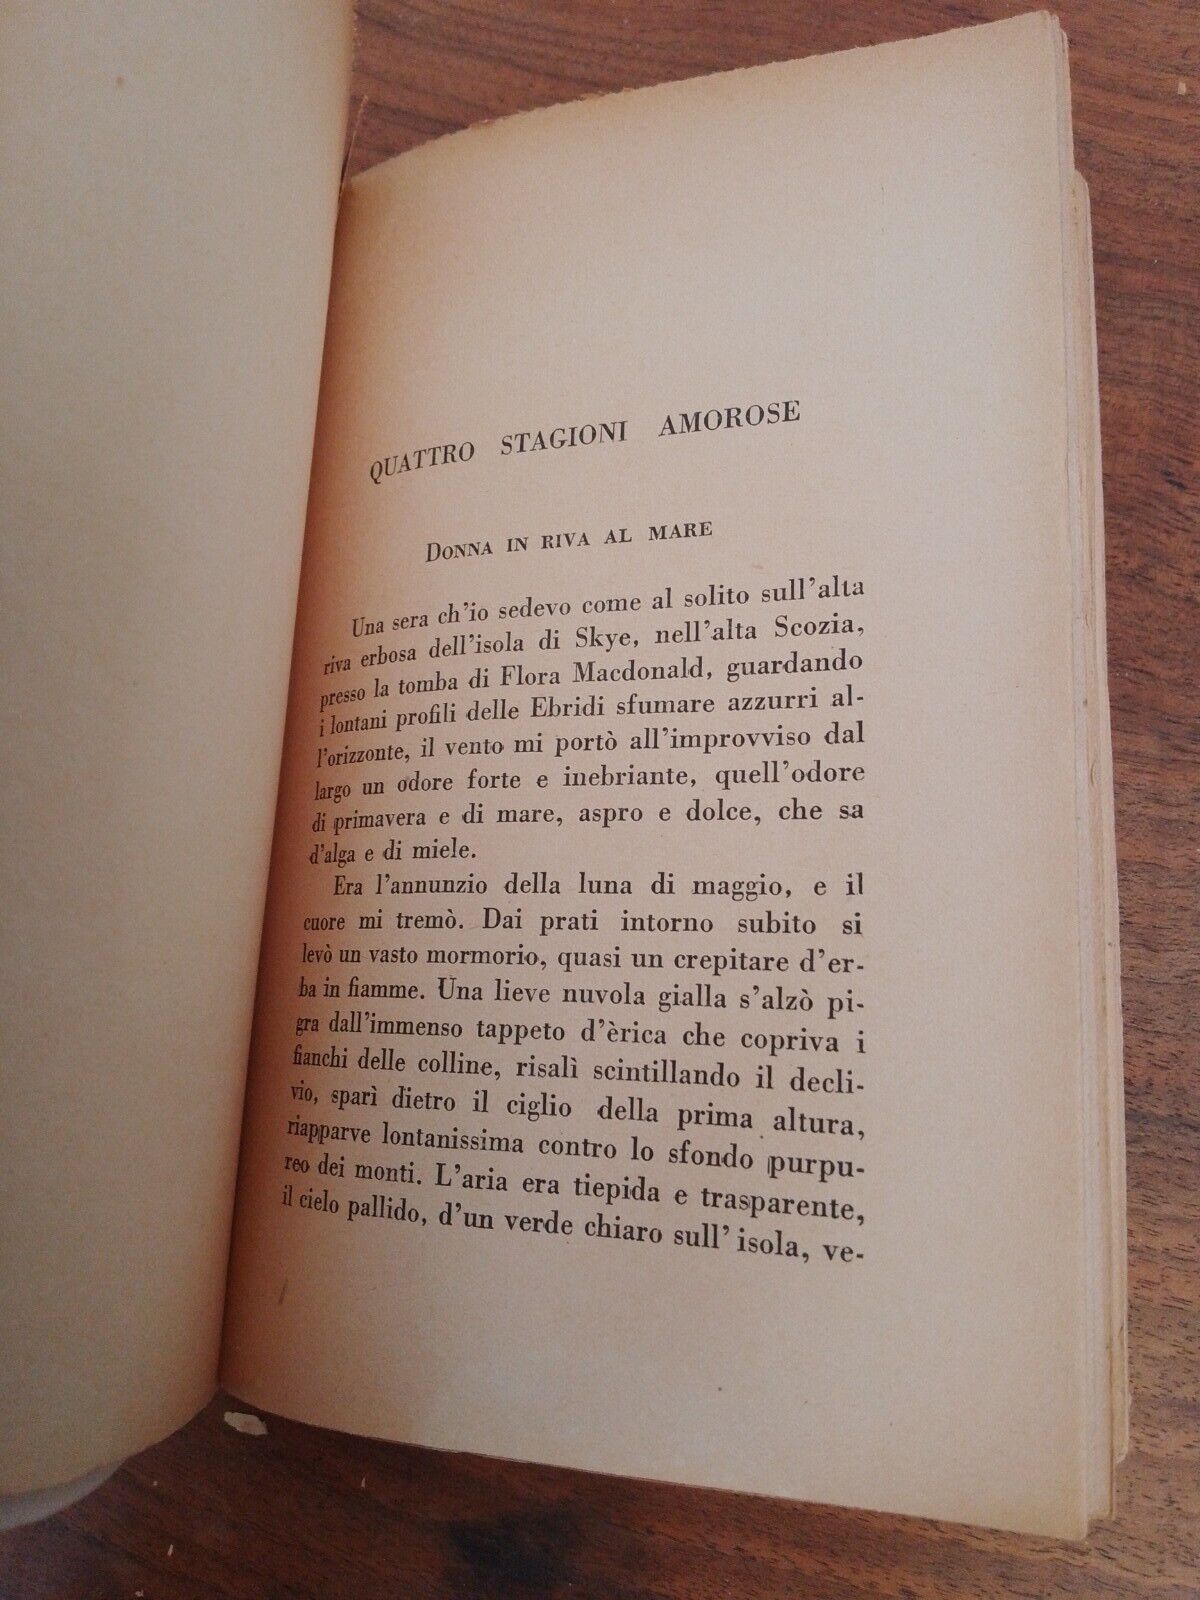 QUATTRO STAGIONI AMOROSE
DONNA IN RIVA AL MARE
Una sera ch'io sedevo come al solito sull'alta
riva erbosa dell'isola di Skye, nell'alta Scozia,
presso la tomba di Flora Macdonald, guardando
i lontani profili delle Ebridi sfumare azzurri al-
l'orizzonte, il vento mi portò all'improvviso dal
largo un odore forte e inebriante, quell'odore
di primavera e di mare, aspro e dolce, che sa
d'alga e di miele.
Era l'annunzio della luna di maggio, e il
cuore mi tremò. Dai prati intorno subito si
levò un vasto mormorio, quasi un crepitare d'er-
ba in fiamme. Una lieve nuvola gialla s'alzò pi-
gra dall'immenso tappeto d'èrica che copriva i
fianchi delle colline, risalì scintillando il decli-
vio, sparì dietro il ciglio della prima altura,
riapparve lontanissima contro lo sfondo purpu-
reo dei monti. L'aria era tiepida e trasparente,
il cielo pallido, d'un verde chiaro sull'isola, ve-